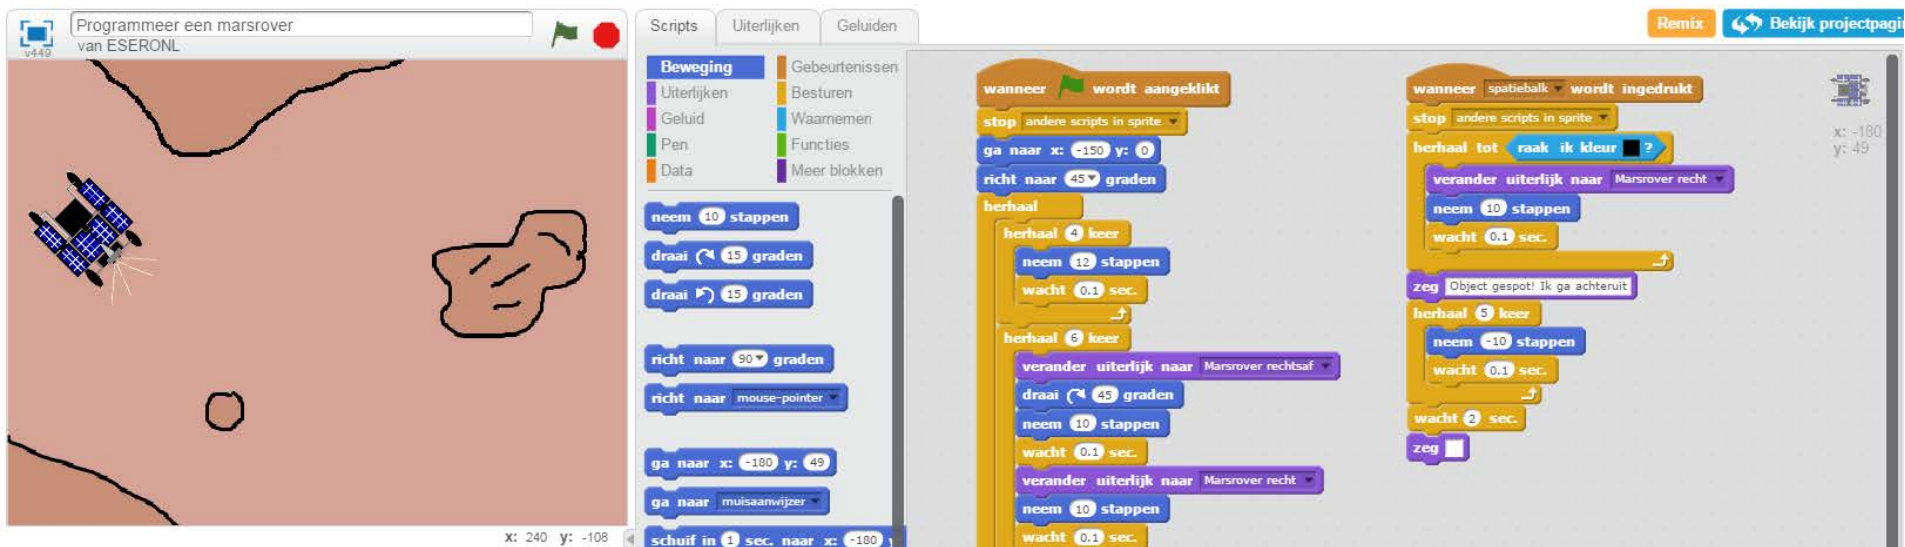 Programmeer een marsrover
van ESERONL
v449
x: 240 y: -108
Scripts
Uiterlijken
Geluiden
Beweging
Gebeurtenissen
Uiterlijken
Besturen
Geluid
Waarnemen
Pen
Functies
Data
Meer blokken
neem 10 stappen
draai 15 graden
draai 15 graden
richt naar 90 graden
richt naar mouse-pointer
ga naar x: -180 y: 49
ga naar muisaanwijzer
schuif in 1 sec. naar x: -180 y
Remix
Bekijk projectpagi
wanneer wordt aangeklikt
stop andere scripts in sprite
ga naar x: -150 y: 0
richt naar 45 graden
herhaal
herhaal 4 keer
neem 12 stappen
wacht 0.1 sec.
herhaal 6 keer
verander uiterlijk naar Marsrover rechtsaf
draai 45 graden
neem 10 stappen
wacht 0.1 sec.
verander uiterlijk naar Marsrover recht
neem 10 stappen
wacht 0.1 sec.
wanneer spatiebalk wordt ingedrukt
stop andere scripts in sprite
herhaal tot raak ik kleur ?
verander uiterlijk naar Marsrover recht
neem 10 stappen
wacht 0.1 sec.
zeg Object gespot! Ik ga achteruit
herhaal 5 keer
neem -10 stappen
wacht 0.1 sec.
wacht 2 sec.
zeg
x: -180
y: 49